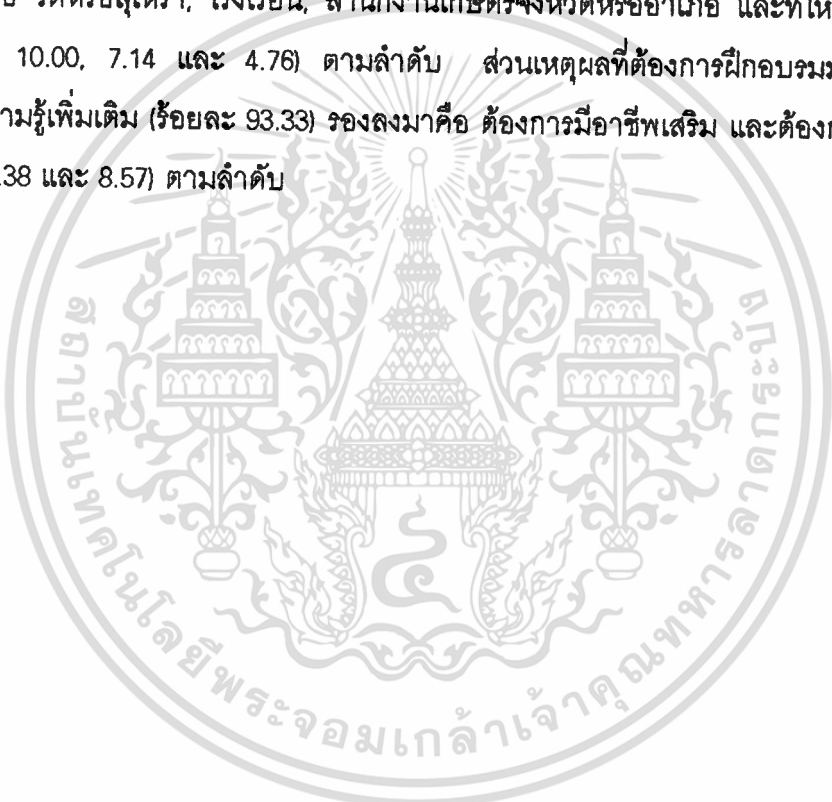 วัดหรือสุเหร่า, โรงเรียน, สำนักงานเกษตรจังหวัดหรืออำเภอ
10.00, 7.14 และ 4.76) ตามลำดับ ส่วนเหตุผลที่ต้องการฝึกอบรม
ความรู้เพิ่มเติม (ร้อยละ 93.33) รองลงมาคือ ต้องการมีอาชีพเสริม และ
.38 และ 8.57) ตามลำดับ
สถาบันเทคโนโลยีพระจอมเกล้าเจ้าคุณทหารลาดกระบัง